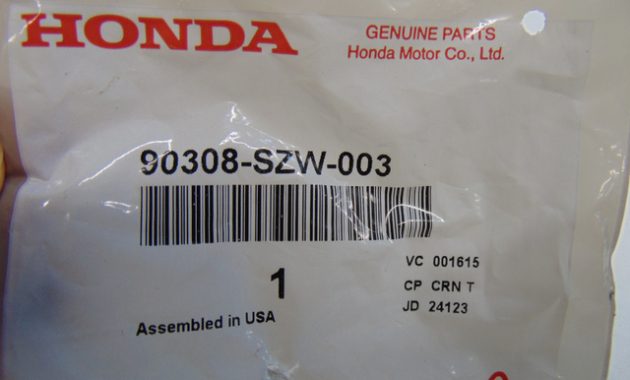 HONDA
GENUINE PARTS
Honda Motor Co., Ltd.
90308-SZW-003
VC 001615
1
CP CRN T
JD 24123
Assembled in USA